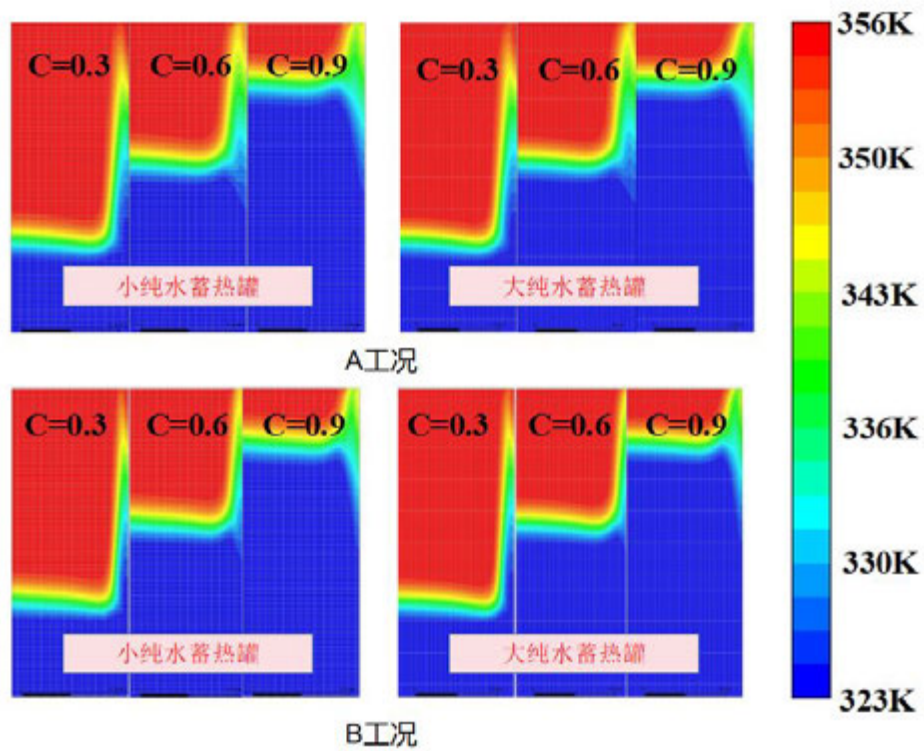 C=0.3 C=0.6 C=0.9
小纯水蓄热罐
C=0.3 C=0.6 C=0.9
大纯水蓄热罐
A工况
C=0.3 C=0.6 C=0.9
小纯水蓄热罐
C=0.3 C=0.6 C=0.9
大纯水蓄热罐
B工况
356K
350K
343K
336K
330K
323K